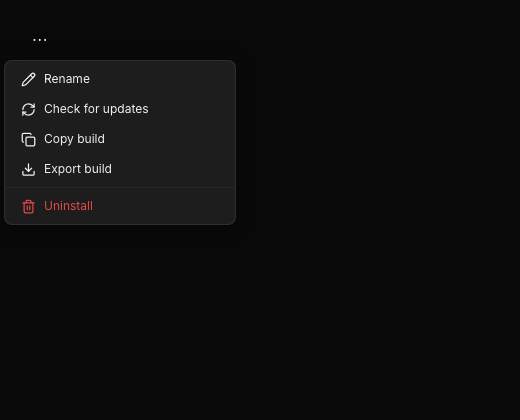 ...
Rename
Check for updates
Copy build
Export build
Uninstall